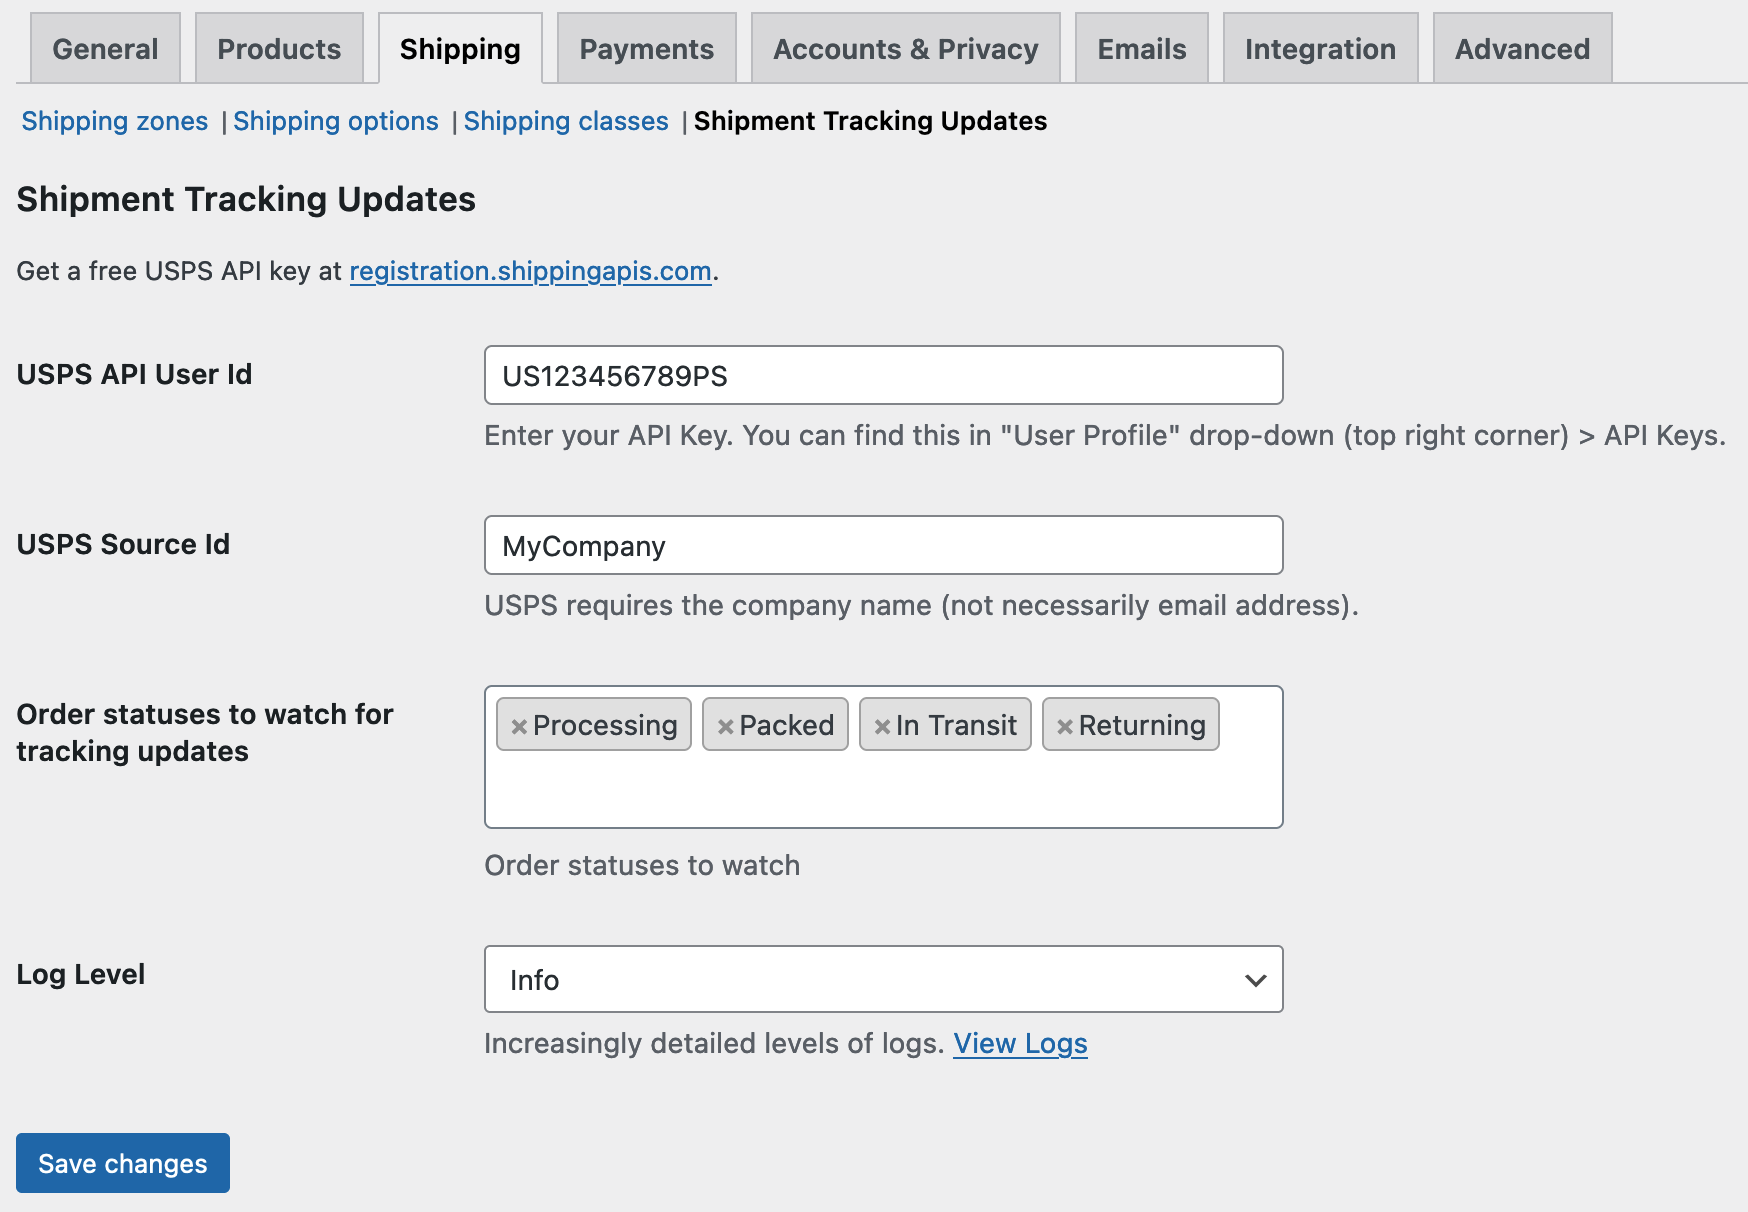 General Products Shipping Payments Accounts & Privacy Emails Integration Advanced
Shipping zones | Shipping options | Shipping classes | Shipment Tracking Updates
Shipment Tracking Updates
Get a free USPS API key at registration.shippingapis.com.
USPS API User Id
US123456789PS
Enter your API Key. You can find this in "User Profile" drop-down (top right corner) > API Keys.
USPS Source Id
MyCompany
USPS requires the company name (not necessarily email address).
Order statuses to watch for
tracking updates
×Processing ×Packed ×In Transit ×Returning
Order statuses to watch
Log Level
Info
Increasingly detailed levels of logs. View Logs
Save changes